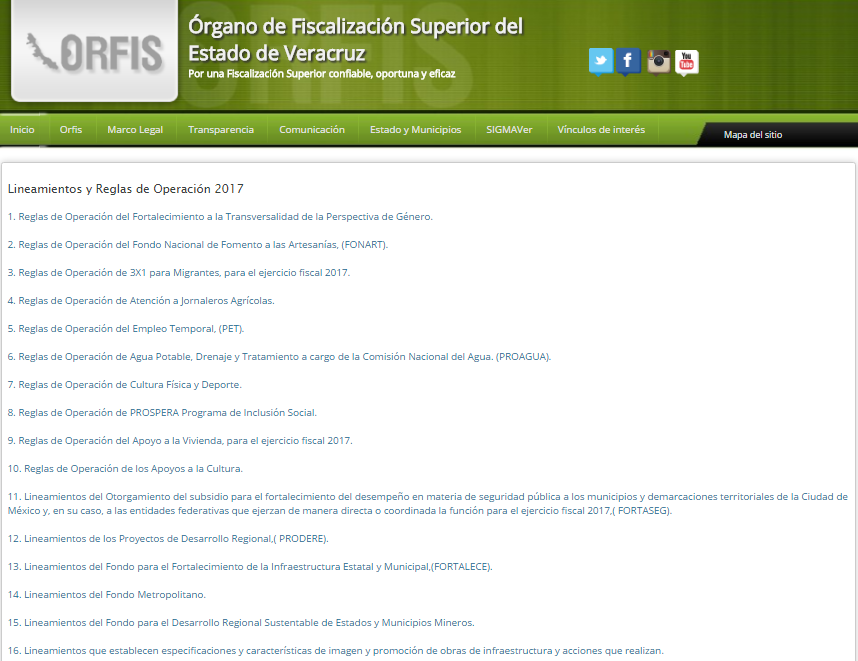 ORFIS
Órgano de Fiscalización Superior del
Estado de Veracruz
Por una Fiscalización Superior confiable, oportuna y eficaz
You
Tube
Inicio
Orfis
Marco Legal
Transparencia
Comunicación
Estado y Municipios
SIGMAVer
Vínculos de interés
Mapa del sitio
Lineamientos y Reglas de Operación 2017
1. Reglas de Operación del Fortalecimiento a la Transversalidad de la Perspectiva de Género.
2. Reglas de Operación del Fondo Nacional de Fomento a las Artesanías, (FONART).
3. Reglas de Operación de 3X1 para Migrantes, para el ejercicio fiscal 2017.
4. Reglas de Operación de Atención a Jornaleros Agrícolas.
5. Reglas de Operación del Empleo Temporal, (PET).
6. Reglas de Operación de Agua Potable, Drenaje y Tratamiento a cargo de la Comisión Nacional del Agua. (PROAGUA).
7. Reglas de Operación de Cultura Física y Deporte.
8. Reglas de Operación de PROSPERA Programa de Inclusión Social.
9. Reglas de Operación del Apoyo a la Vivienda, para el ejercicio fiscal 2017.
10. Reglas de Operación de los Apoyos a la Cultura.
11. Lineamientos del Otorgamiento del subsidio para el fortalecimiento del desempeño en materia de seguridad pública a los municipios y demarcaciones territoriales de la Ciudad de
México y, en su caso, a las entidades federativas que ejerzan de manera directa o coordinada la función para el ejercicio fiscal 2017,( FORTASEG).
12. Lineamientos de los Proyectos de Desarrollo Regional,( PRODERE).
13. Lineamientos del Fondo para el Fortalecimiento de la Infraestructura Estatal y Municipal,(FORTALECE).
14. Lineamientos del Fondo Metropolitano.
15. Lineamientos del Fondo para el Desarrollo Regional Sustentable de Estados y Municipios Mineros.
16. Lineamientos que establecen especificaciones y características de imagen y promoción de obras de infraestructura y acciones que realizan.